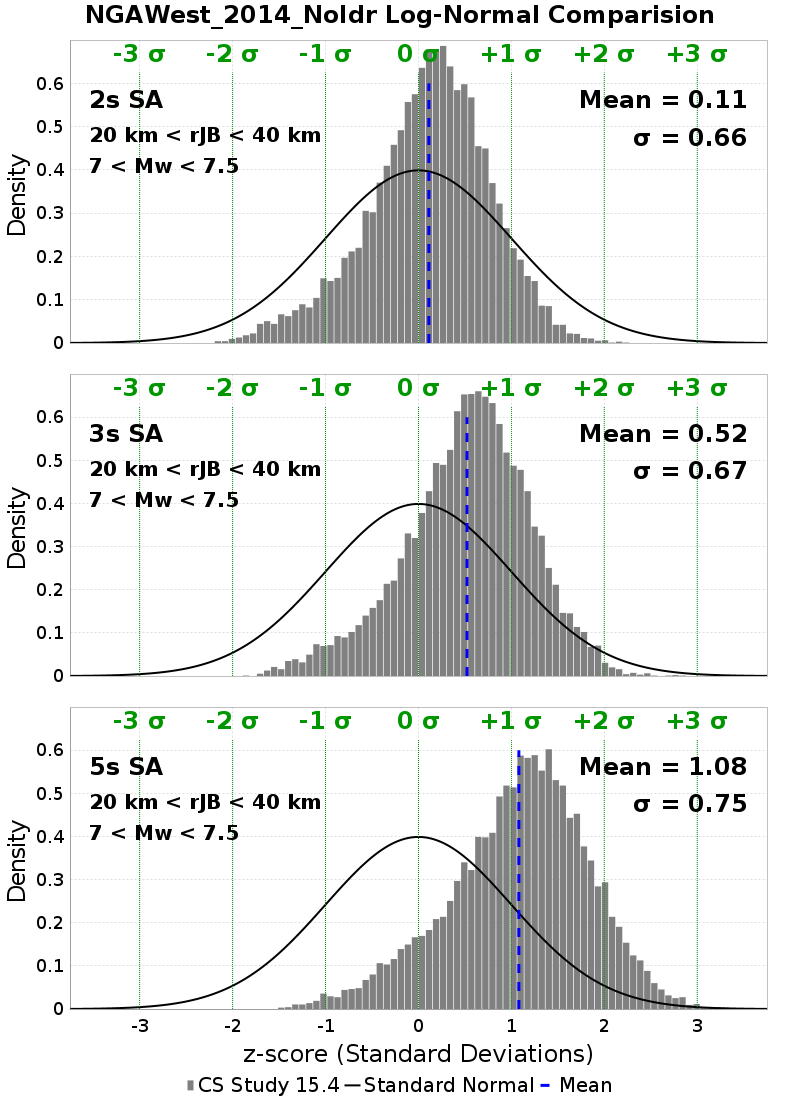 NGAWest_2014_NoIdr Log-Normal Comparision
-3 σ -2 σ -1 σ 0 σ +1 σ +2 σ +3 σ
0.6
2s SA Mean = 0.11
0.5
20 km < rJB < 40 km σ = 0.66
7 < Mw < 7.5
0.4
Density
0.3
0.2
0.1
0
-3 σ -2 σ -1 σ 0 σ +1 σ +2 σ +3 σ
0.6
3s SA Mean = 0.52
0.5
20 km < rJB < 40 km σ = 0.67
7 < Mw < 7.5
0.4
Density
0.3
0.2
0.1
0
-3 σ -2 σ -1 σ 0 σ +1 σ +2 σ +3 σ
0.6
5s SA Mean = 1.08
0.5
20 km < rJB < 40 km σ = 0.75
7 < Mw < 7.5
0.4
Density
0.3
0.2
0.1
0
-3 -2 -1 0 1 2 3
z-score (Standard Deviations)
CS Study 15.4 Standard Normal Mean